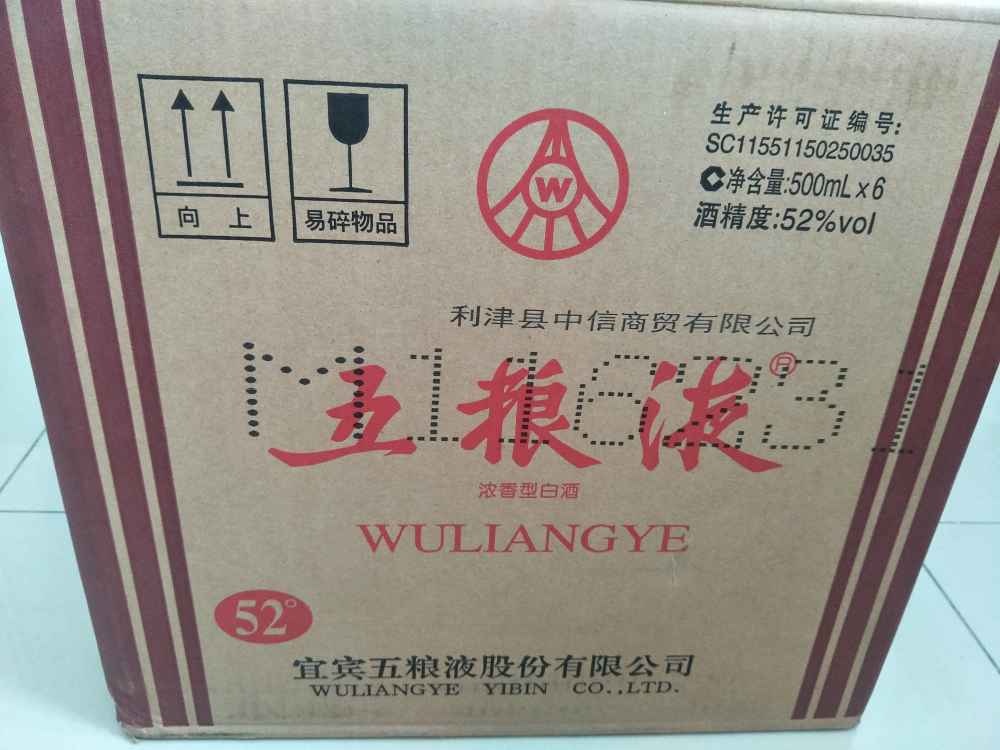 向 上
易碎物品
W
生产许可证编号:
SC11551150250035
净含量:500mL x 6
酒精度:52%vol
利津县中信商贸有限公司
M1162231
五粮液®
浓香型白酒
WULIANGYE
52°
宜宾五粮液股份有限公司
WULIANGYE YIBIN CO.,LTD.